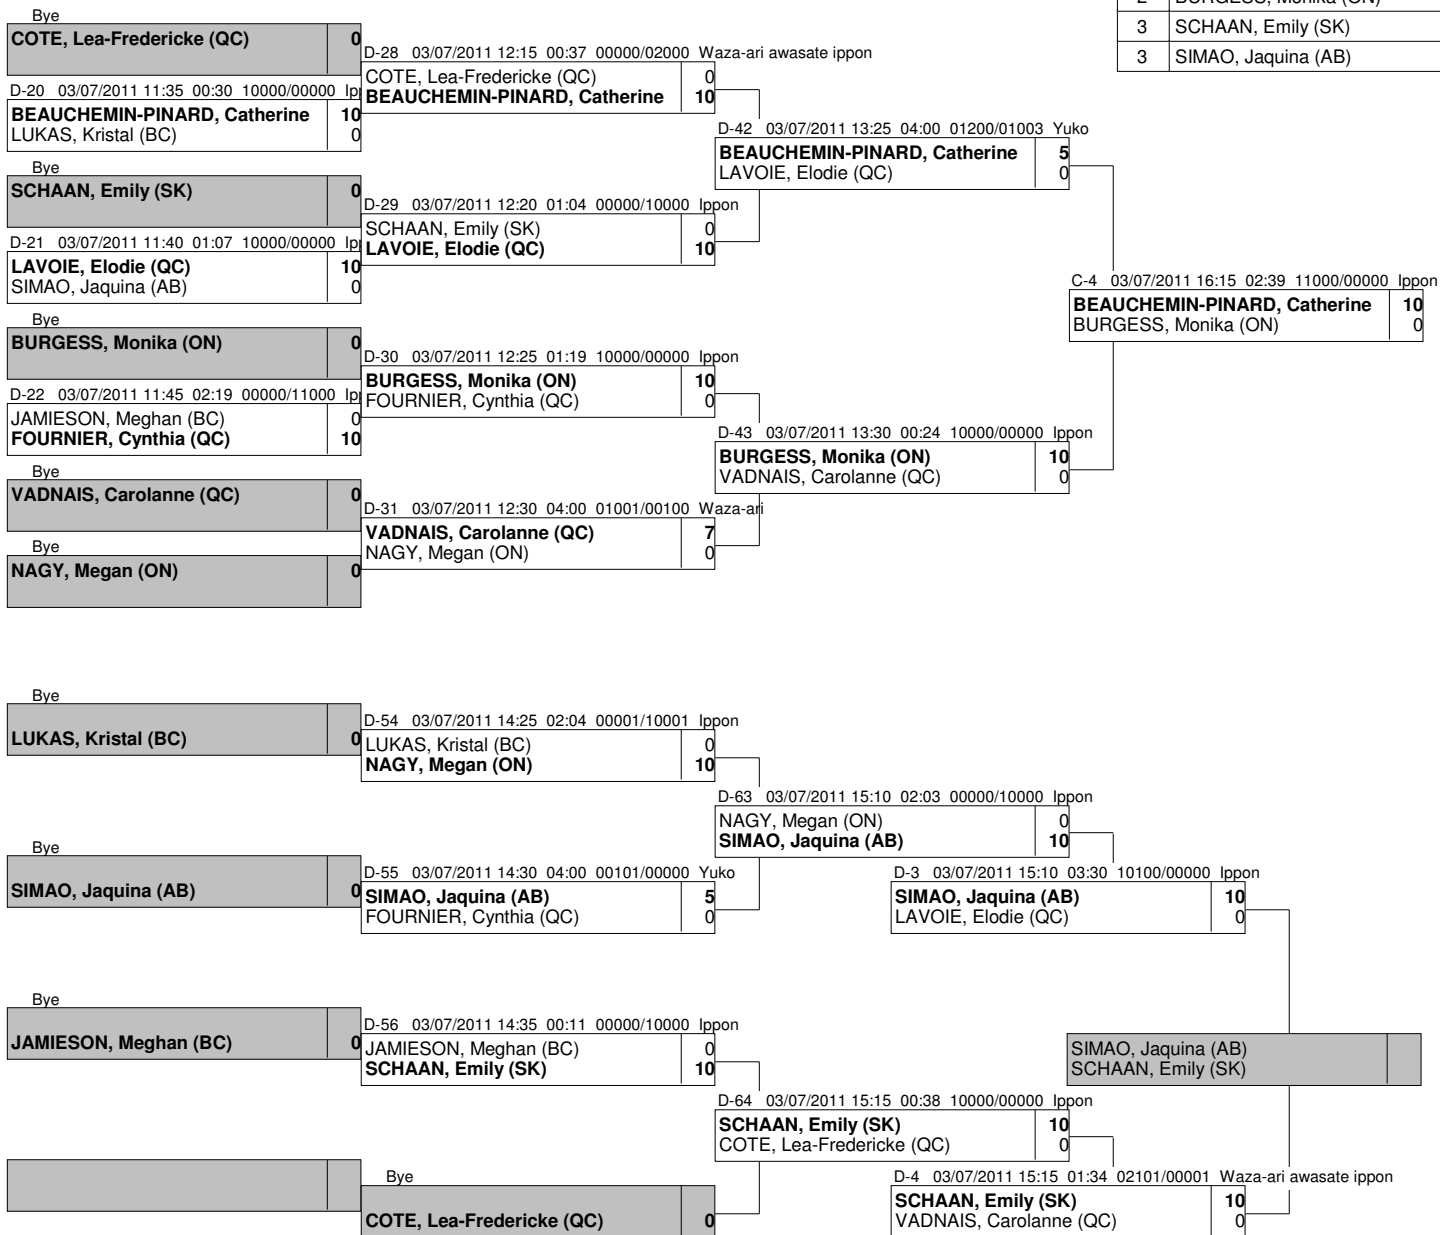 2 BURGESS, Monika (ON)
3 SCHAAN, Emily (SK)
3 SIMAO, Jaquina (AB)
Bye
COTE, Lea-Fredericke (QC) 0
D-20 03/07/2011 11:35 00:30 10000/00000 Ip
BEAUCHEMIN-PINARD, Catherine 10
LUKAS, Kristal (BC) 0
Bye
SCHAAN, Emily (SK) 0
D-21 03/07/2011 11:40 01:07 10000/00000 Ip
LAVOIE, Elodie (QC) 10
SIMAO, Jaquina (AB) 0
Bye
BURGESS, Monika (ON) 0
D-22 03/07/2011 11:45 02:19 00000/11000 Ip
JAMIESON, Meghan (BC) 0
FOURNIER, Cynthia (QC) 10
Bye
VADNAIS, Carolanne (QC) 0
Bye
NAGY, Megan (ON) 0
D-28 03/07/2011 12:15 00:37 00000/02000 Waza-ari awasate ippon
COTE, Lea-Fredericke (QC) 0
BEAUCHEMIN-PINARD, Catherine 10
D-29 03/07/2011 12:20 01:04 00000/10000 Ippon
SCHAAN, Emily (SK) 0
LAVOIE, Elodie (QC) 10
D-30 03/07/2011 12:25 01:19 10000/00000 Ippon
BURGESS, Monika (ON) 10
FOURNIER, Cynthia (QC) 0
D-31 03/07/2011 12:30 04:00 01001/00100 Waza-ari
VADNAIS, Carolanne (QC) 7
NAGY, Megan (ON) 0
D-42 03/07/2011 13:25 04:00 01200/01003 Yuko
BEAUCHEMIN-PINARD, Catherine 5
LAVOIE, Elodie (QC) 0
D-43 03/07/2011 13:30 00:24 10000/00000 Ippon
BURGESS, Monika (ON) 10
VADNAIS, Carolanne (QC) 0
C-4 03/07/2011 16:15 02:39 11000/00000 Ippon
BEAUCHEMIN-PINARD, Catherine 10
BURGESS, Monika (ON) 0
Bye
LUKAS, Kristal (BC) 0
Bye
SIMAO, Jaquina (AB) 0
Bye
JAMIESON, Meghan (BC) 0
D-54 03/07/2011 14:25 02:04 00001/10001 Ippon
LUKAS, Kristal (BC) 0
NAGY, Megan (ON) 10
D-55 03/07/2011 14:30 04:00 00101/00000 Yuko
SIMAO, Jaquina (AB) 5
FOURNIER, Cynthia (QC) 0
D-56 03/07/2011 14:35 00:11 00000/10000 Ippon
JAMIESON, Meghan (BC) 0
SCHAAN, Emily (SK) 10
Bye
COTE, Lea-Fredericke (QC) 0
D-63 03/07/2011 15:10 02:03 00000/10000 Ippon
NAGY, Megan (ON) 0
SIMAO, Jaquina (AB) 10
D-64 03/07/2011 15:15 00:38 10000/00000 Ippon
SCHAAN, Emily (SK) 10
COTE, Lea-Fredericke (QC) 0
D-3 03/07/2011 15:10 03:30 10100/00000 Ippon
SIMAO, Jaquina (AB) 10
LAVOIE, Elodie (QC) 0
D-4 03/07/2011 15:15 01:34 02101/00001 Waza-ari awasate ippon
SCHAAN, Emily (SK) 10
VADNAIS, Carolanne (QC) 0
SIMAO, Jaquina (AB)
SCHAAN, Emily (SK)